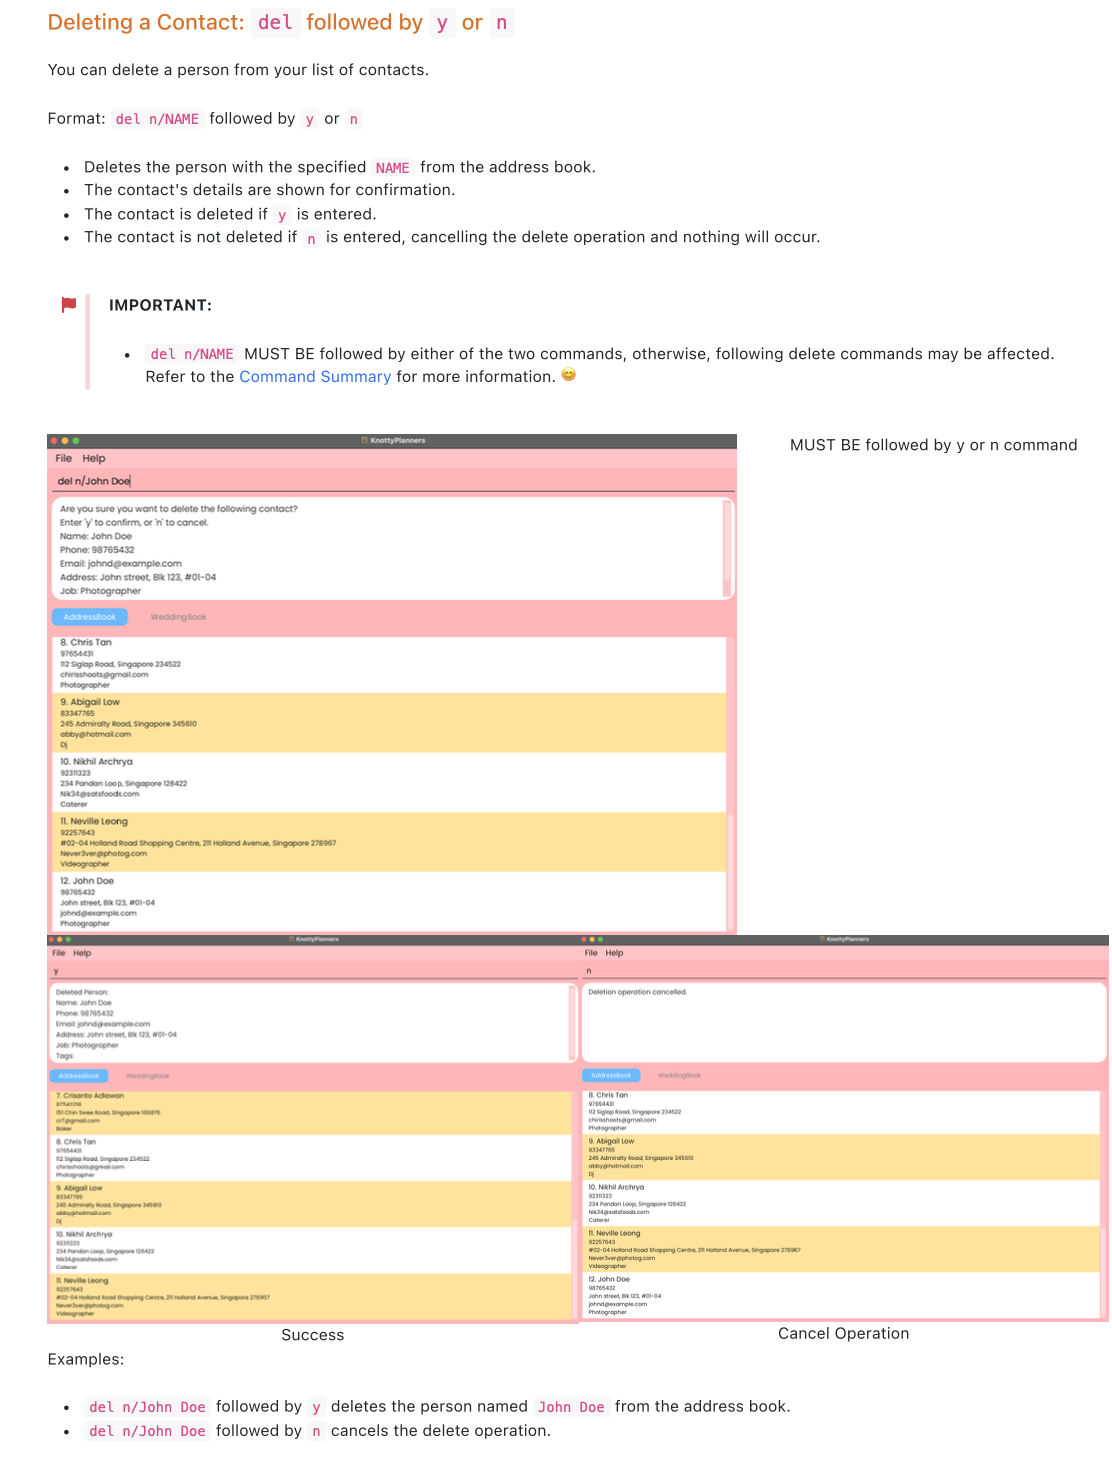 Deleting a Contact: del followed by y or n
You can delete a person from your list of contacts.
Format: del n/NAME followed by y or n
• Deletes the person with the specified NAME from the address book.
• The contact's details are shown for confirmation.
• The contact is deleted if y is entered.
• The contact is not deleted if n is entered, cancelling the delete operation and nothing will occur.
IMPORTANT:
• del n/NAME MUST BE followed by either of the two commands, otherwise, following delete commands may be affected.
Refer to the Command Summary for more information. 😊
KnottyPlanners
File Help
del n/John Doe
Are you sure you want to delete the following contact?
Enter 'y' to confirm, or 'n' to cancel.
Name: John Doe
Phone: 98765432
Email: johnd@example.com
Address: John street, Blk 123, #01-04
Job: Photographer
AddressBook WeddingBook
8. Chris Tan
97654431
112 Siglap Road, Singapore 234522
chirisshoots@gmail.com
Photographer
9. Abigail Low
83347765
245 Admiralty Road, Singapore 345610
abby@hotmail.com
Dj
10. Nikhil Archrya
92311323
234 Pandan Loop, Singapore 128422
Nik34@satsfoods.com
Caterer
11. Neville Leong
92257643
#02-04 Holland Road Shopping Centre, 211 Holland Avenue, Singapore 278967
Never3ver@photog.com
Videographer
12. John Doe
98765432
John street, Blk 123, #01-04
johnd@example.com
Photographer
MUST BE followed by y or n command
KnottyPlanners
File Help
y
Deleted Person:
Name: John Doe
Phone: 98765432
Email: johnd@example.com
Address: John street, Blk 123, #01-04
Job: Photographer
Tags:
AddressBook WeddingBook
7. Crisanto Adlawan
87543218
151 Chin Swee Road, Singapore 169876
cr7@gmail.com
Baker
8. Chris Tan
97654431
112 Siglap Road, Singapore 234522
chirisshoots@gmail.com
Photographer
9. Abigail Low
83347765
245 Admiralty Road, Singapore 345610
abby@hotmail.com
Dj
10. Nikhil Archrya
92311323
234 Pandan Loop, Singapore 128422
Nik34@satsfoods.com
Caterer
11. Neville Leong
92257643
#02-04 Holland Road Shopping Centre, 211 Holland Avenue, Singapore 278967
Never3ver@photog.com
Videographer
Success
KnottyPlanners
File Help
n
Deletion operation cancelled.
AddressBook WeddingBook
8. Chris Tan
97654431
112 Siglap Road, Singapore 234522
chirisshoots@gmail.com
Photographer
9. Abigail Low
83347765
245 Admiralty Road, Singapore 345610
abby@hotmail.com
Dj
10. Nikhil Archrya
92311323
234 Pandan Loop, Singapore 128422
Nik34@satsfoods.com
Caterer
11. Neville Leong
92257643
#02-04 Holland Road Shopping Centre, 211 Holland Avenue, Singapore 278967
Never3ver@photog.com
Videographer
12. John Doe
98765432
John street, Blk 123, #01-04
johnd@example.com
Photographer
Cancel Operation
Examples:
• del n/John Doe followed by y deletes the person named John Doe from the address book.
• del n/John Doe followed by n cancels the delete operation.